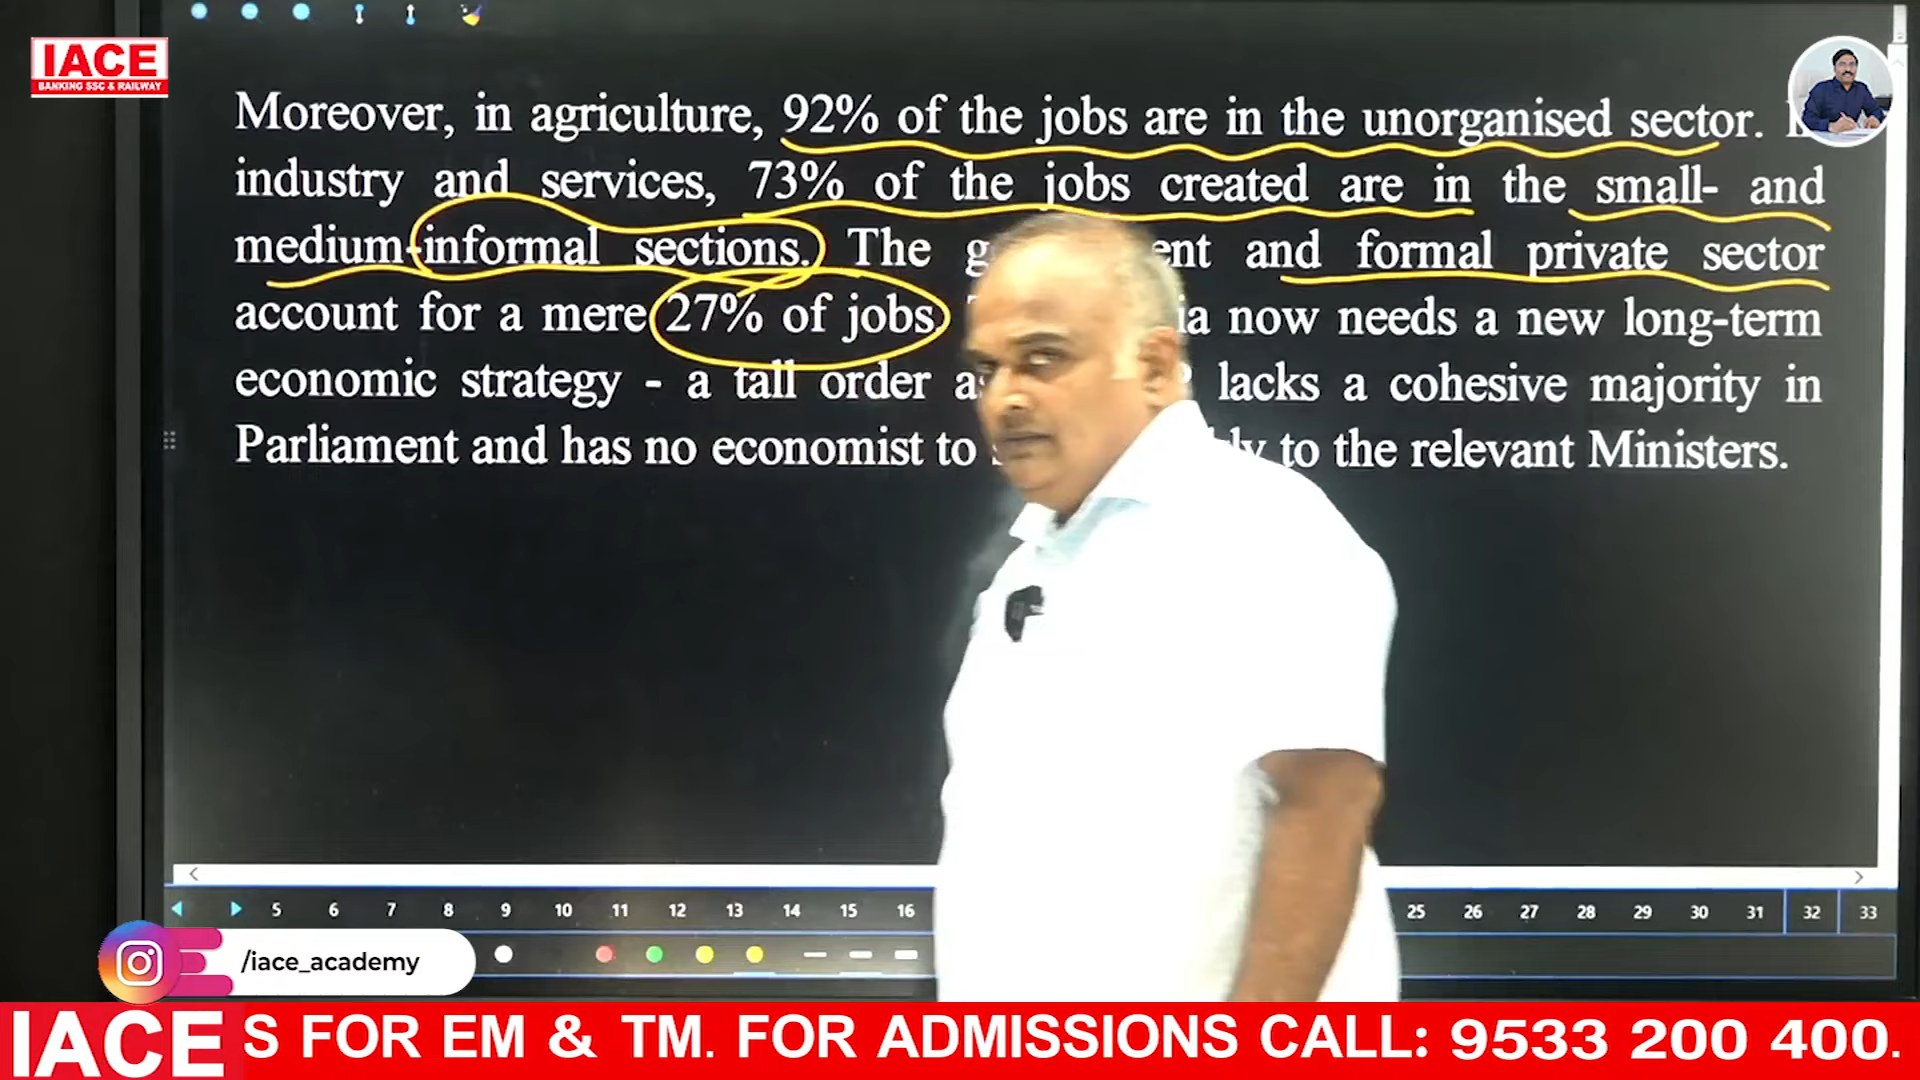 IACE
BANKING SSC & RAILWAY
Moreover, in agriculture, 92% of the jobs are in the unorganised sector.
industry and services, 73% of the jobs created are in the small- and
medium-informal sections. The and formal private sector
account for a mere 27% of jobs. now needs a new long-term
economic strategy - a tall order lacks a cohesive majority in
Parliament and has no economist to to the relevant Ministers.
5 6 7 8 9 10 11 12 13 14 15 16 25 26 27 28 29 30 31 32 33
/iace_academy
IACE S FOR EM & TM. FOR ADMISSIONS CALL: 9533 200 400.